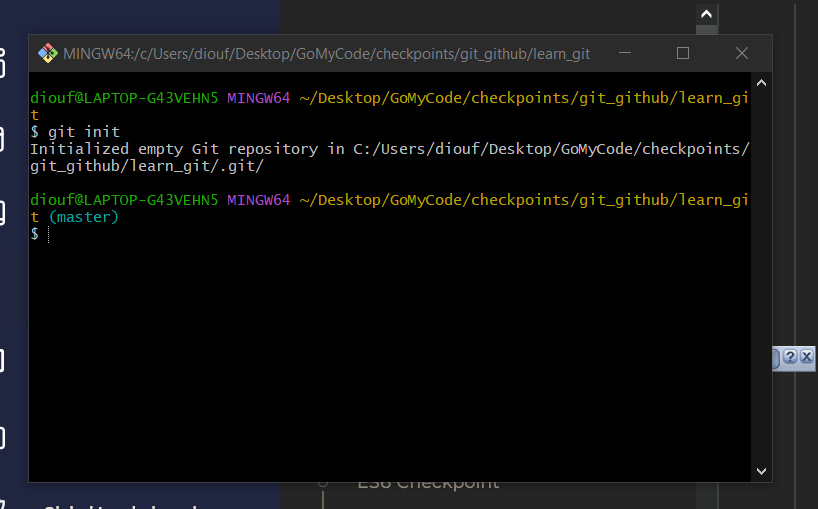 MINGW64:/c/Users/diouf/Desktop/GoMyCode/checkpoints/git_github/learn_git
diouf@LAPTOP-G43VEHN5 MINGW64 ~/Desktop/GoMyCode/checkpoints/git_github/learn_gi
t
$ git init
Initialized empty Git repository in C:/Users/diouf/Desktop/GoMyCode/checkpoints/
git_github/learn_git/.git/
diouf@LAPTOP-G43VEHN5 MINGW64 ~/Desktop/GoMyCode/checkpoints/git_github/learn_gi
t (master)
$
ES6 Checkpoint